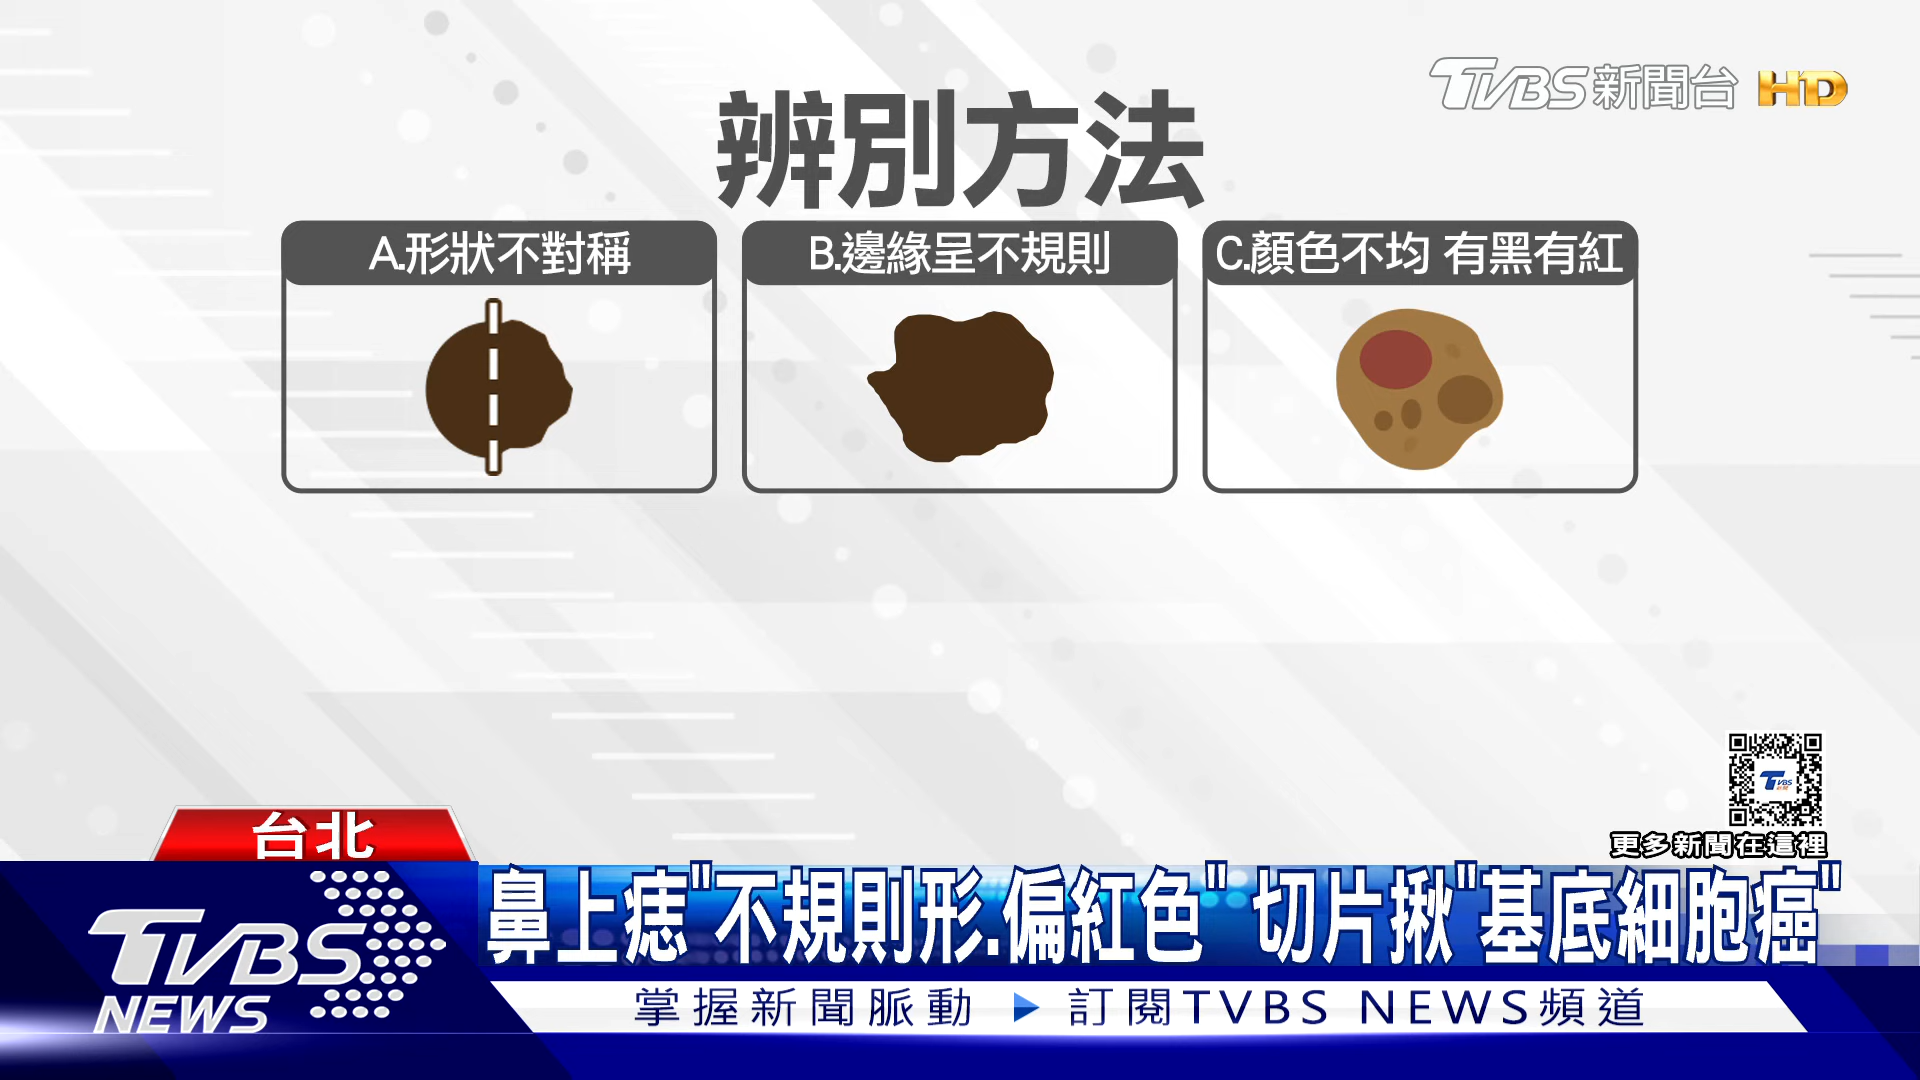 TVBS新聞台 HD
辨別方法
A.形狀不對稱
B.邊緣呈不規則
C.顏色不均 有黑有紅
TVBS
新聞
更多新聞在這裡
台北
鼻上痣"不規則形.偏紅色" 切片揪"基底細胞癌"
TVBS
NEWS
掌握新聞脈動 ▶ 訂閱TVBS NEWS頻道